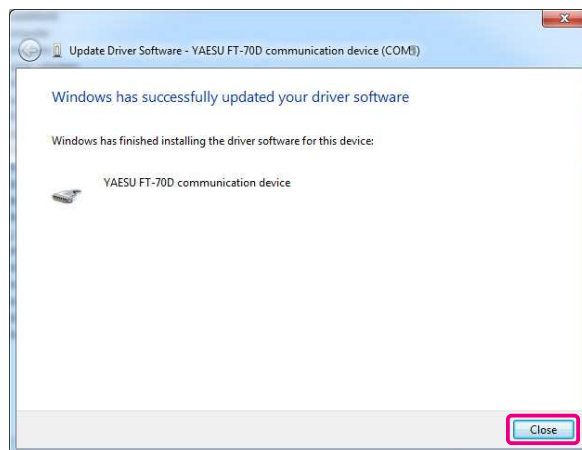 Update Driver Software - YAESU FT-70D communication device (COM5)
Windows has successfully updated your driver software
Windows has finished installing the driver software for this device:
YAESU FT-70D communication device
Close